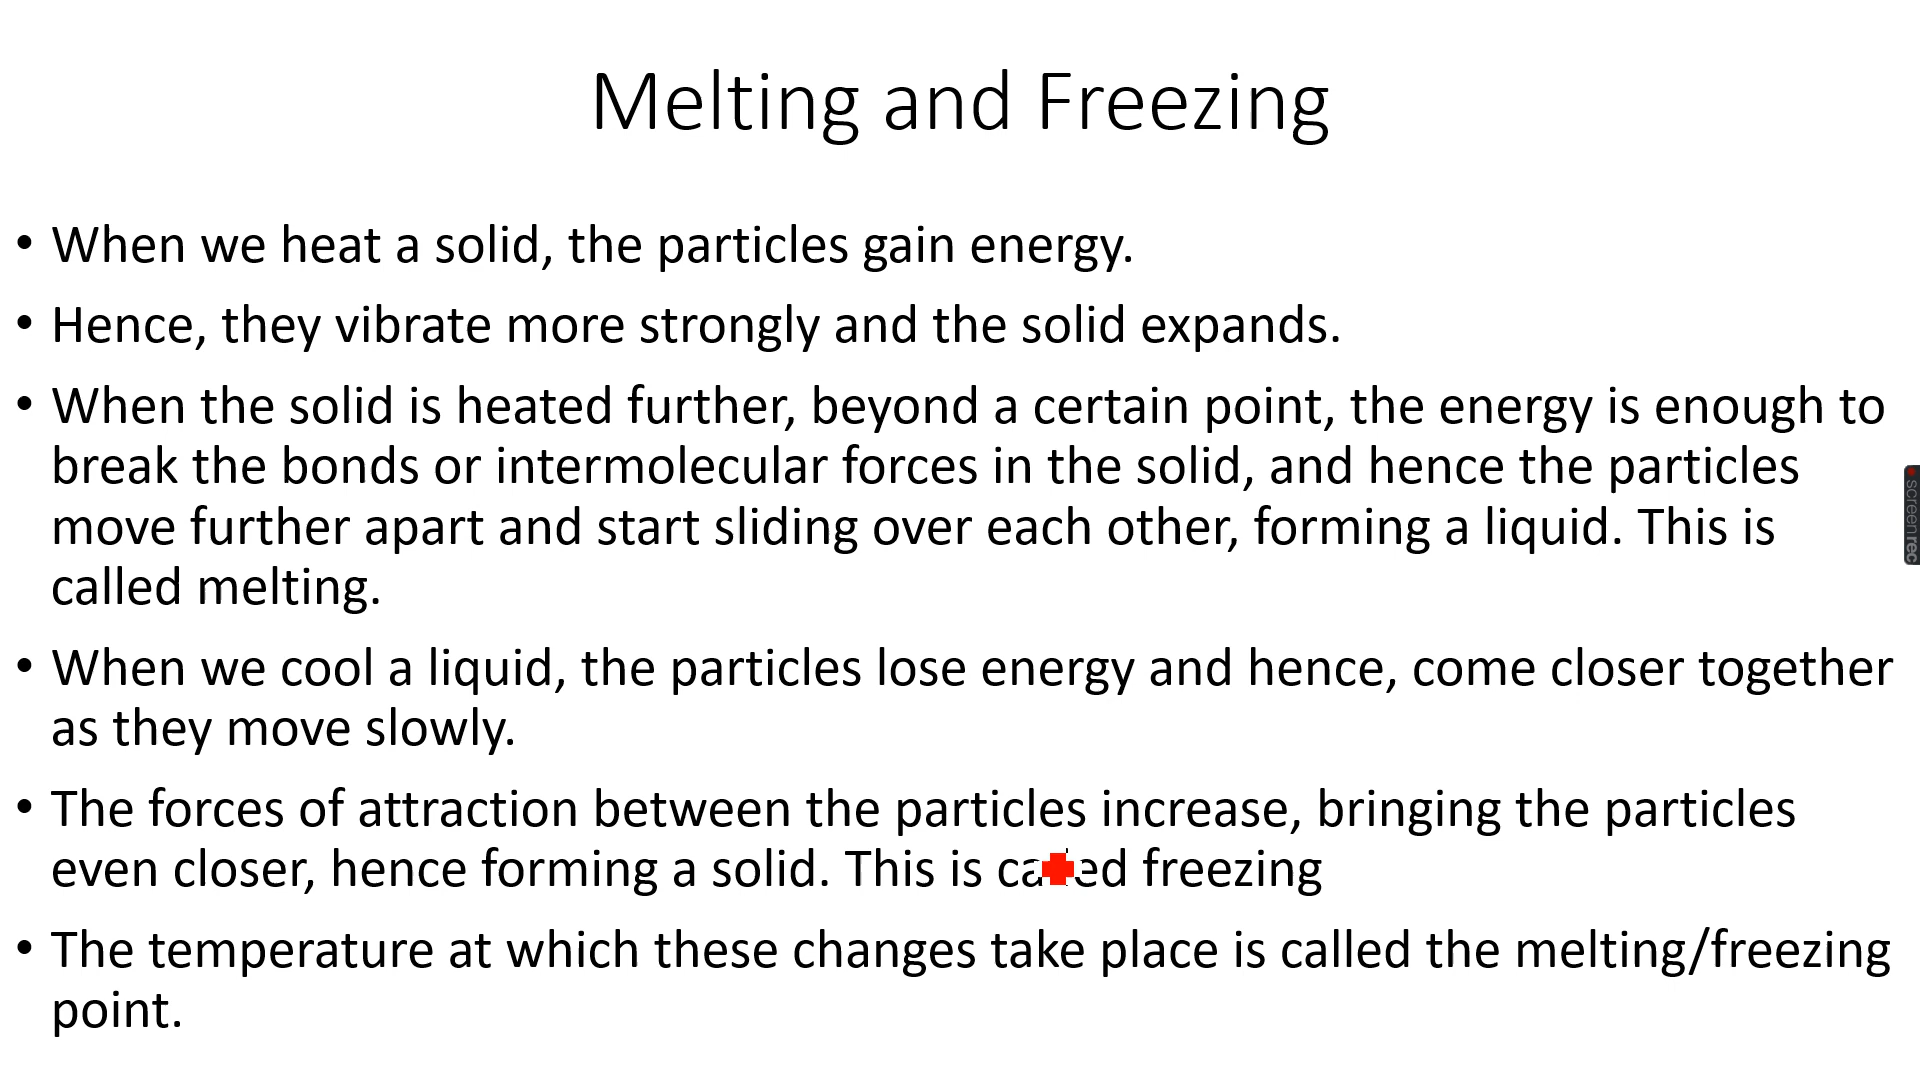 Melting and Freezing
• When we heat a solid, the particles gain energy.
• Hence, they vibrate more strongly and the solid expands.
• When the solid is heated further, beyond a certain point, the energy is enough to
break the bonds or intermolecular forces in the solid, and hence the particles
move further apart and start sliding over each other, forming a liquid. This is
called melting.
• When we cool a liquid, the particles lose energy and hence, come closer together
as they move slowly.
• The forces of attraction between the particles increase, bringing the particles
even closer, hence forming a solid. This is called freezing
• The temperature at which these changes take place is called the melting/freezing
point.
screenrec